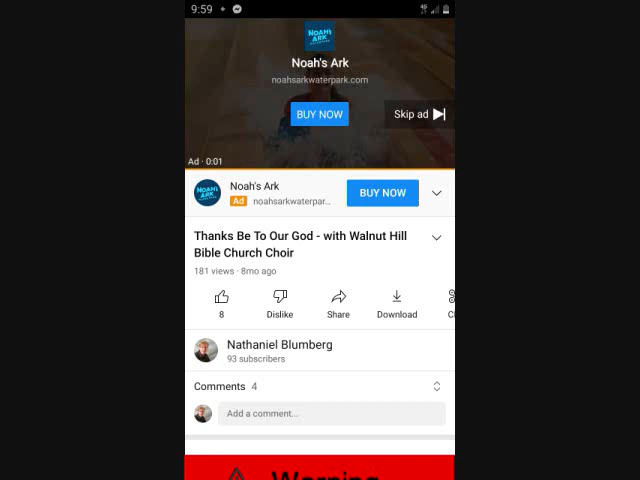 9:59
NOAH'S ARK
Noah's Ark
noahsarkwaterpark.com
BUY NOW
Skip ad
Ad · 0:01
NOAH'S ARK
Noah's Ark
BUY NOW
Ad noahsarkwaterpar...
Thanks Be To Our God - with Walnut Hill
Bible Church Choir
181 views · 8mo ago
8 Dislike Share Download
Nathaniel Blumberg
93 subscribers
Comments 4
Add a comment...
Warning